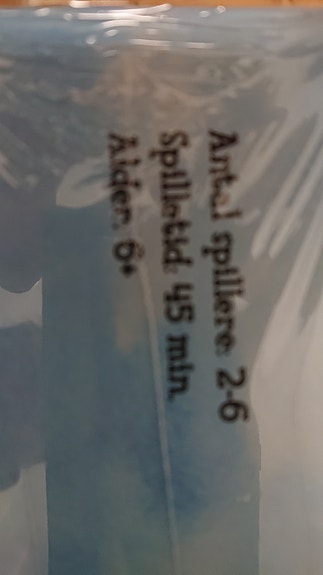 Antal spillere: 2-6
Spilletid: 45 min.
Alder: 6+